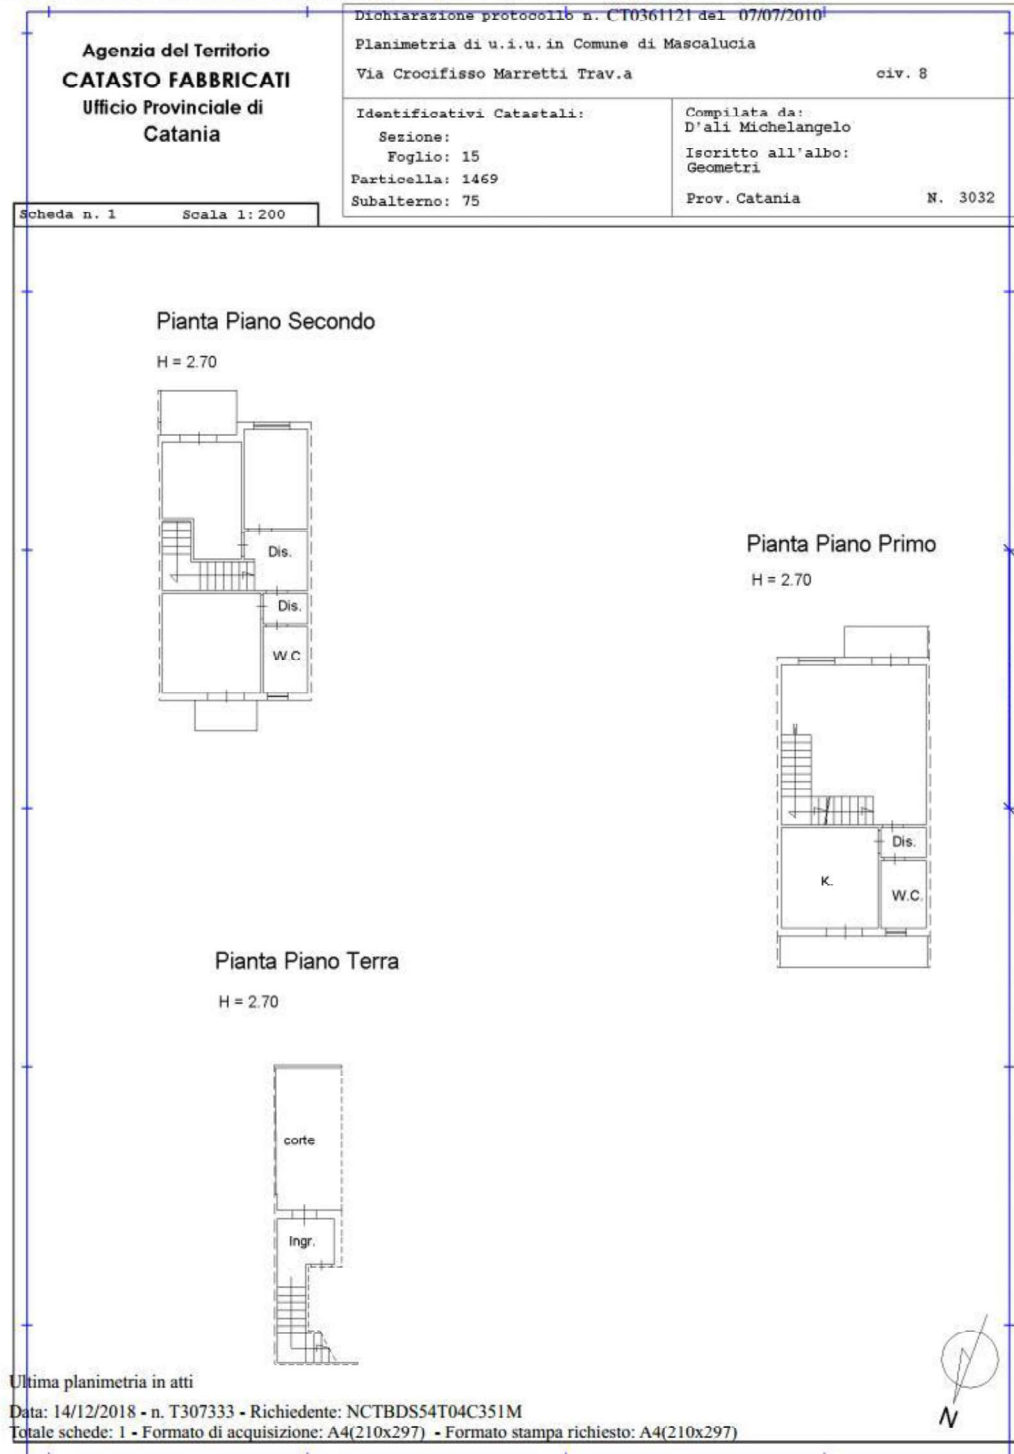 Agenzia del Territorio
CATASTO FABBRICATI
Ufficio Provinciale di
Catania
Dichiarazione protocollo n. CT0361121 del 07/07/2010
Planimetria di u.i.u. in Comune di Mascalucia
Via Crocifisso Marretti Trav.a civ. 8
Identificativi Catastali:
Sezione:
Foglio: 15
Particella: 1469
Subalterno: 75
Compilata da:
D'ali Michelangelo
Iscritto all'albo:
Geometri
Prov. Catania N. 3032
Scheda n. 1 Scala 1:200
Pianta Piano Secondo
H = 2.70
Dis.
Dis.
W.C
Pianta Piano Primo
H = 2.70
Dis.
K.
W.C.
Pianta Piano Terra
H = 2.70
corte
Ingr.
N
Ultima planimetria in atti
Data: 14/12/2018 - n. T307333 - Richiedente: NCTBDS54T04C351M
Totale schede: 1 - Formato di acquisizione: A4(210x297) - Formato stampa richiesto: A4(210x297)